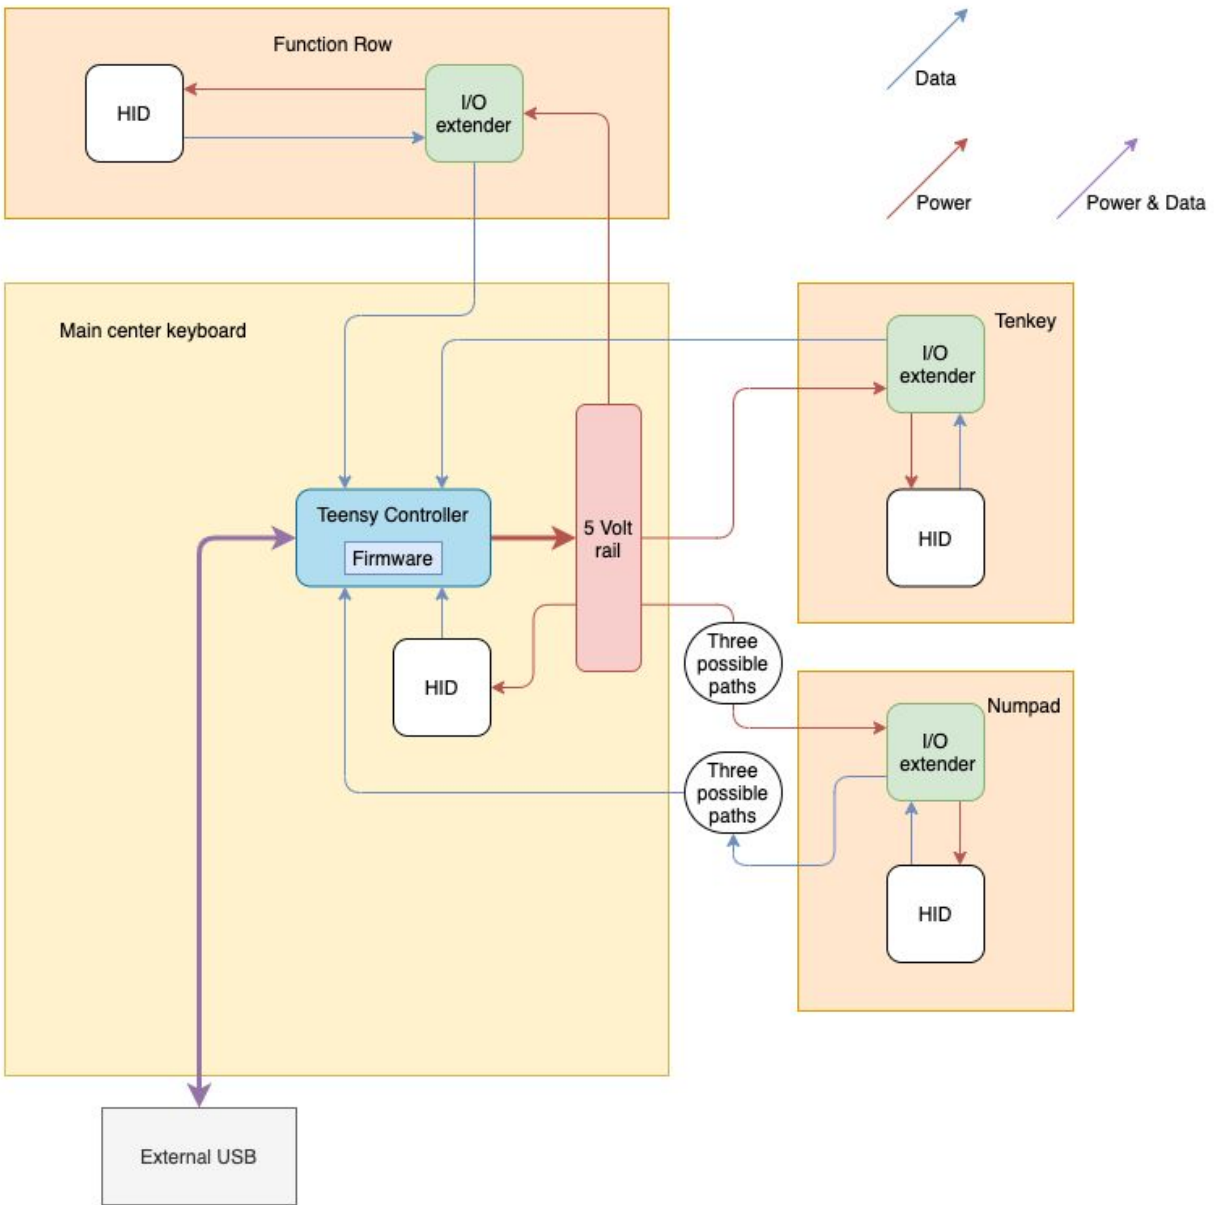 Function Row
HID
I/O
extender
Data
Power
Power & Data
Main center keyboard
Tenkey
I/O
extender
Teensy Controller
Firmware
5 Volt
rail
HID
HID
Three
possible
paths
Numpad
I/O
extender
Three
possible
paths
HID
External USB